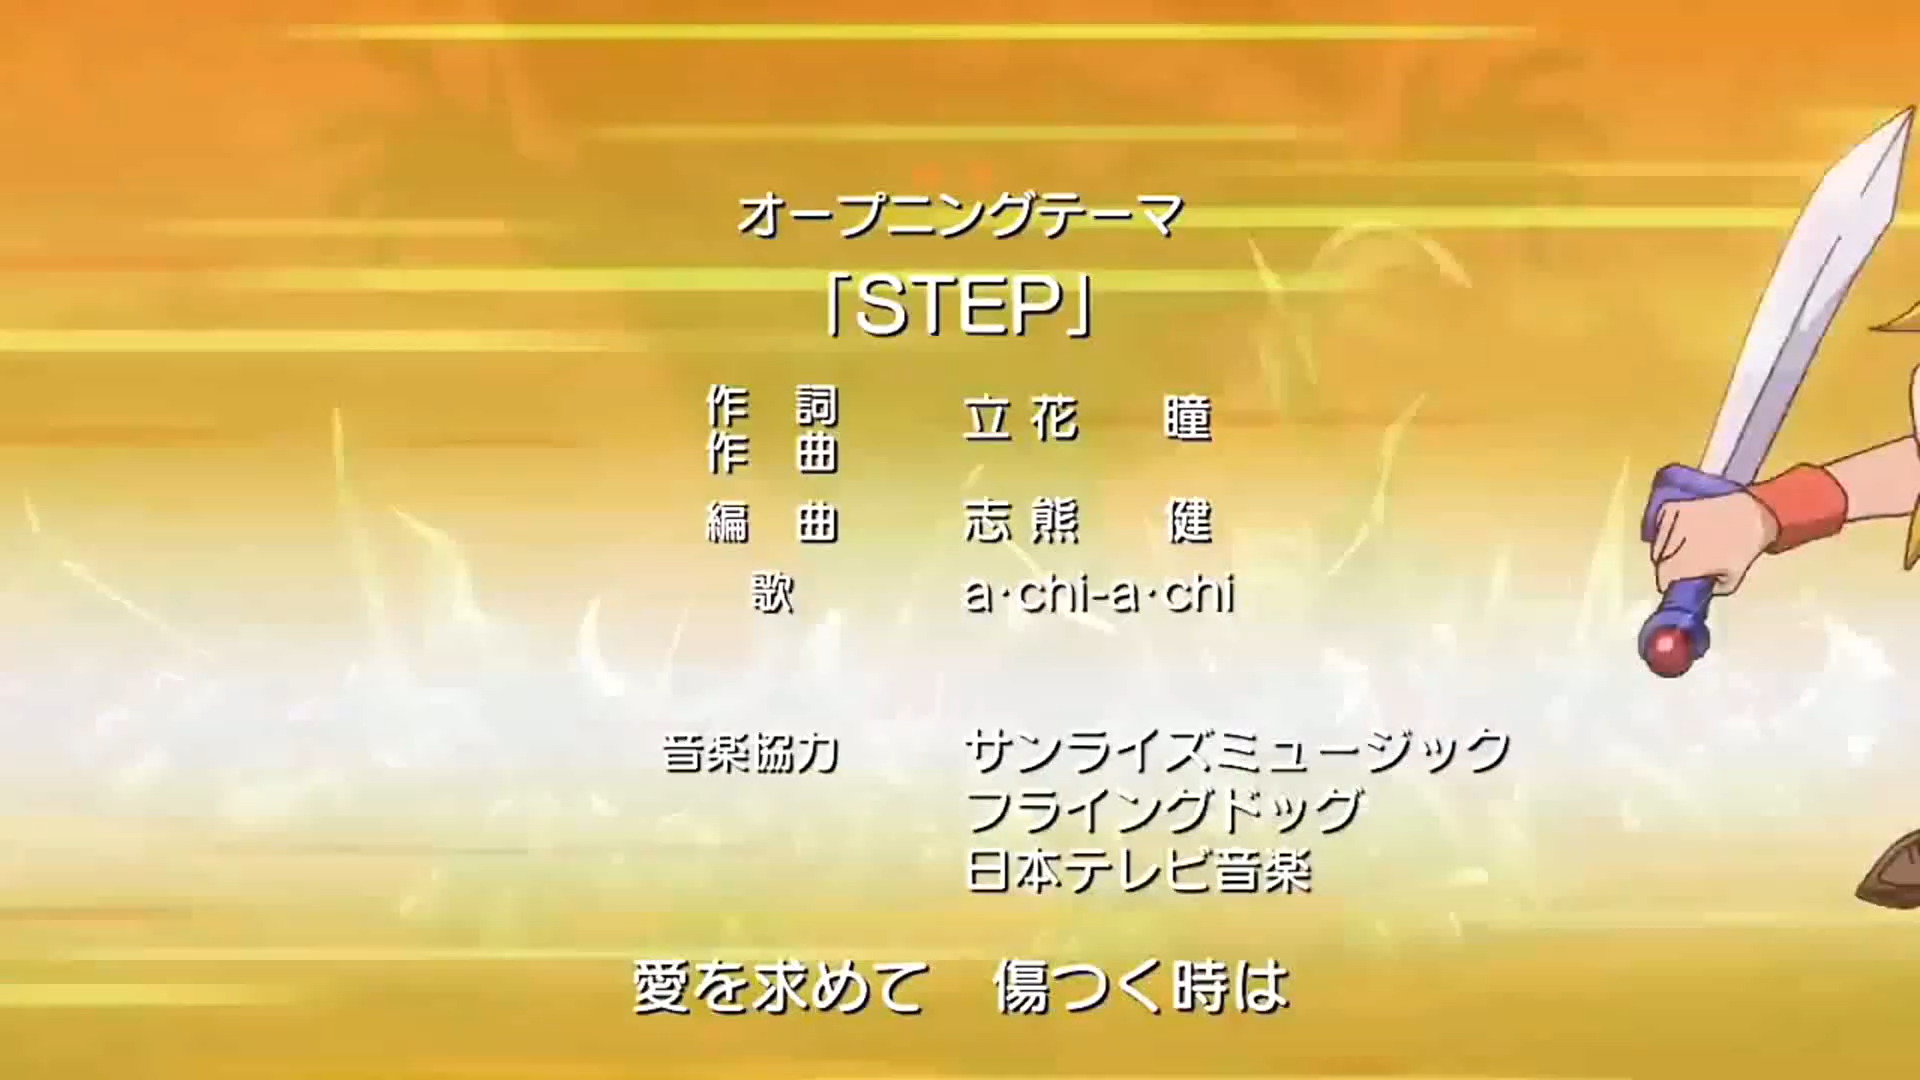 オープニングテーマ
「STEP」
作　詞
作　曲　立花　瞳
編　曲　志熊　健
歌　a・chi-a・chi
音楽協力　サンライズミュージック
フライングドッグ
日本テレビ音楽
愛を求めて　傷つく時は